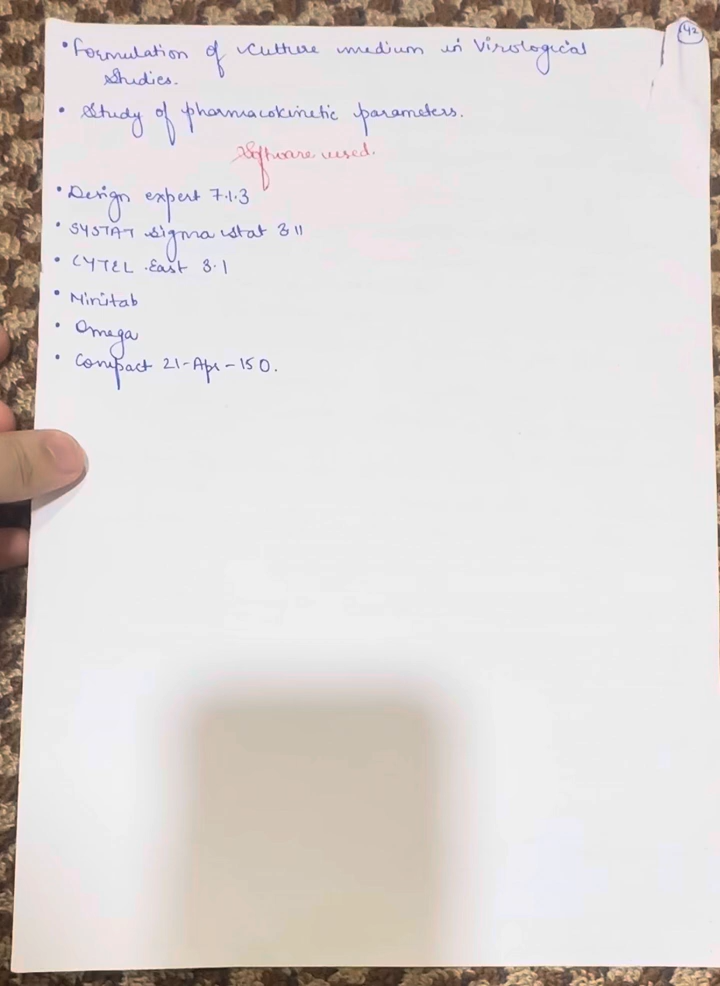 42
• Formulation of culture medium in Virological
Studies.
• Study of pharmacokinetic parameters.
Software used.
• Design expert 7.1.3
• SYSTAT sigma stat 3.11
• CYTEL East 3.1
• Minitab
• Omega
• Compact 21-Apr-150.